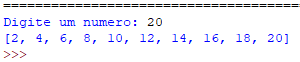 ====================================
Digite um numero: 20
[2, 4, 6, 8, 10, 12, 14, 16, 18, 20]
>>>